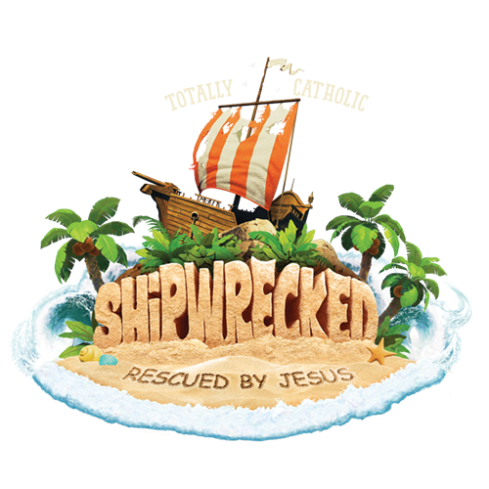 TOTALLY CATHOLIC
SHIPWRECKED
RESCUED BY JESUS